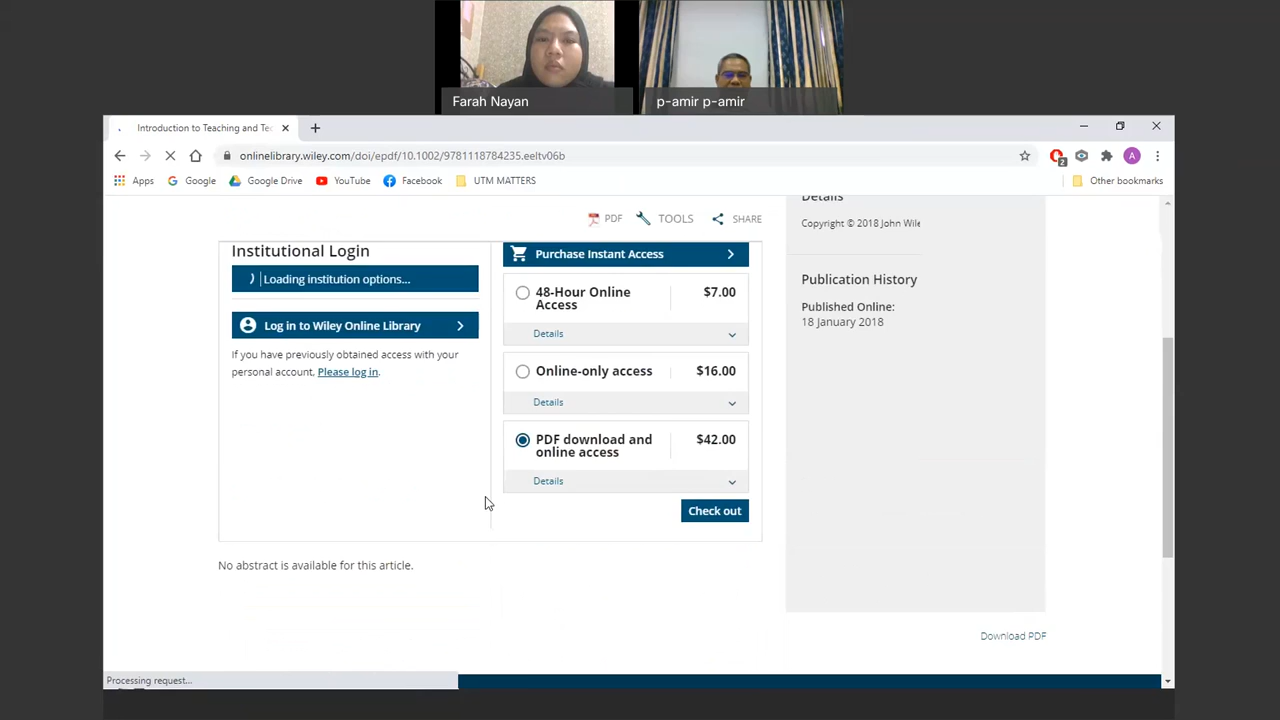 Farah Nayan
p-amir p-amir
Introduction to Teaching and Tec
onlinelibrary.wiley.com/doi/epdf/10.1002/9781118784235.eeltv06b
2
A
Apps
Google
Google Drive
YouTube
Facebook
UTM MATTERS
Other bookmarks
PDF
TOOLS
SHARE
Details
Copyright © 2018 John Wile
Institutional Login
Loading institution options...
Log in to Wiley Online Library
If you have previously obtained access with your
personal account, Please log in.
Purchase Instant Access
48-Hour Online
Access
$7.00
Details
Online-only access
$16.00
Details
PDF download and
online access
$42.00
Details
Check out
Publication History
Published Online:
18 January 2018
No abstract is available for this article.
Download PDF
Processing request...